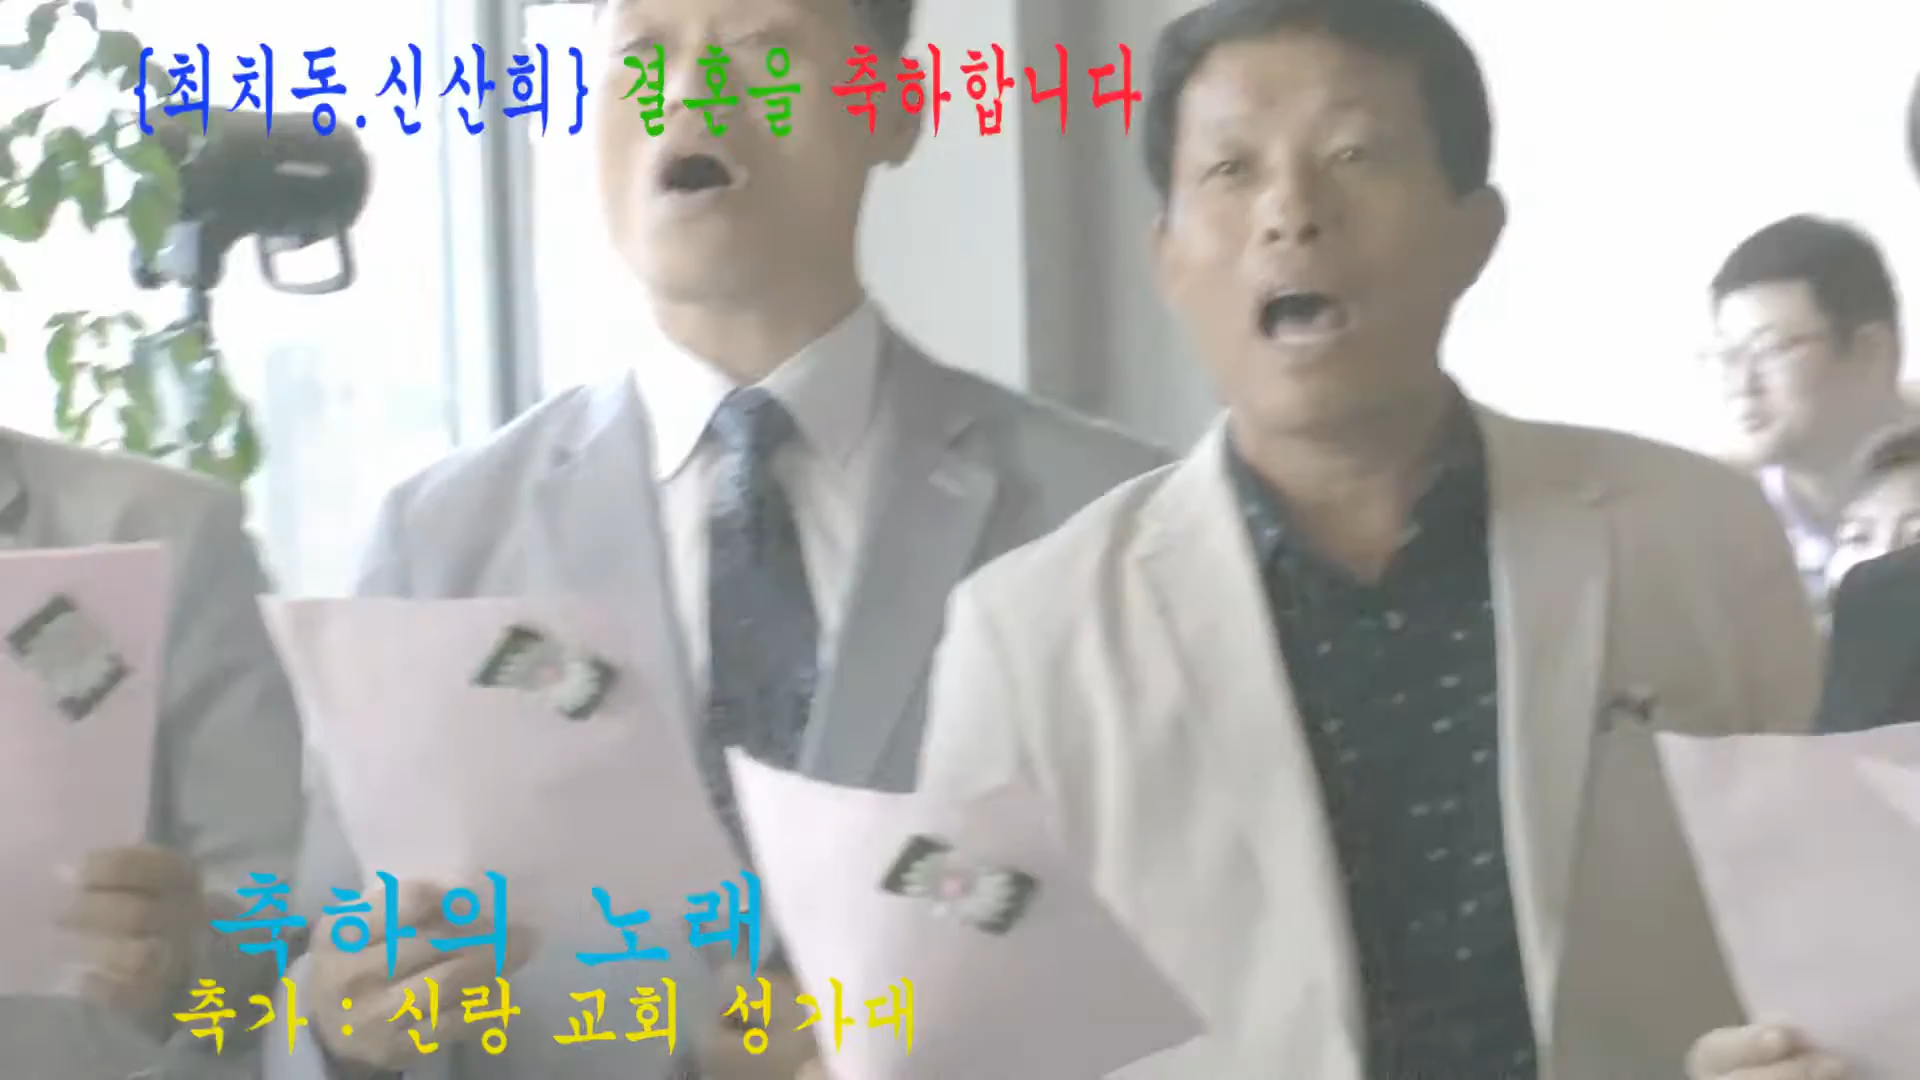 {최치동.신산희} 결혼을 축하합니다
축하의 노래
축가 : 신랑 교회 성가대